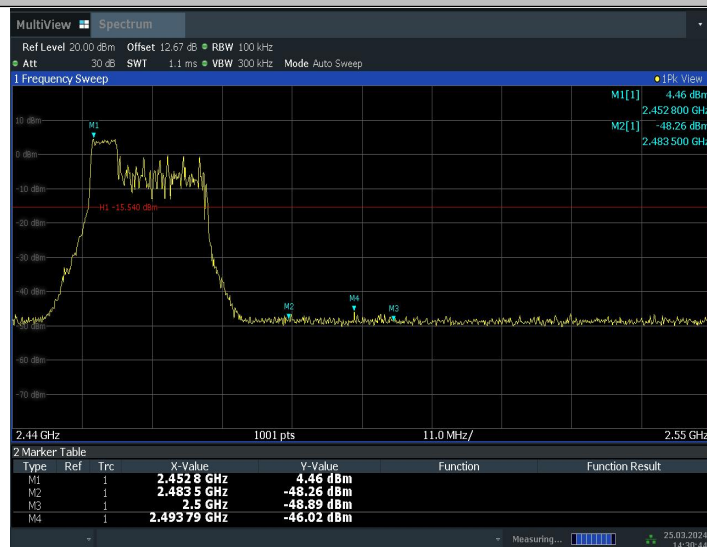 MultiView Spectrum
Ref Level 20.00 dBm Offset 12.67 dB RBW 100 kHz
Att 30 dB SWT 1.1 ms VBW 300 kHz Mode Auto Sweep
1 Frequency Sweep 1Pk View
M1[1] 4.46 dBm
2.452 800 GHz
M2[1] -48.26 dBm
2.483 500 GHz
10 dBm
M1
0 dBm
-10 dBm
H1 -15.540 dBm
-20 dBm
-30 dBm
-40 dBm
M2 M4 M3
-50 dBm
-60 dBm
-70 dBm
2.44 GHz 1001 pts 11.0 MHz/ 2.55 GHz
2 Marker Table
Type Ref Trc X-Value Y-Value Function Function Result
M1 1 2.452 8 GHz 4.46 dBm
M2 1 2.483 5 GHz -48.26 dBm
M3 1 2.5 GHz -48.89 dBm
M4 1 2.493 79 GHz -46.02 dBm
Measuring... 25.03.2024
14:30:44